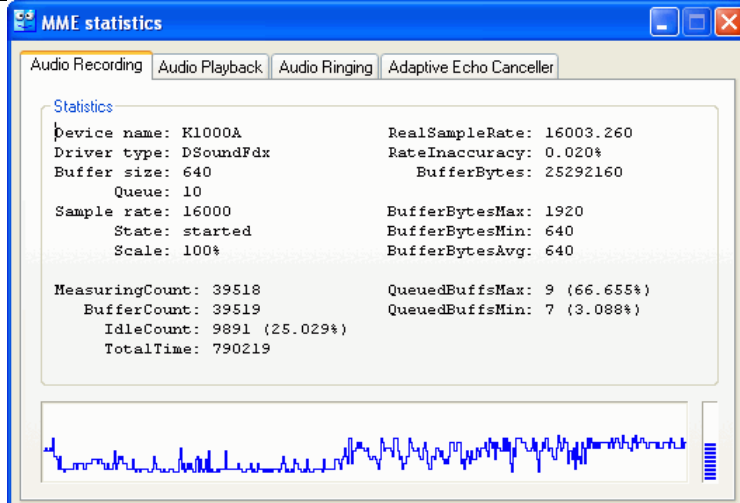 MME statistics
Audio Recording Audio Playback Audio Ringing Adaptive Echo Canceller
Statistics
Device name: K1000A RealSampleRate: 16003.260
Driver type: DSoundFdx RateInaccuracy: 0.020%
Buffer size: 640 BufferBytes: 25292160
Queue: 10
Sample rate: 16000 BufferBytesMax: 1920
State: started BufferBytesMin: 640
Scale: 100% BufferBytesAvg: 640
MeasuringCount: 39518 QueuedBuffsMax: 9 (66.655%)
BufferCount: 39519 QueuedBuffsMin: 7 (3.088%)
IdleCount: 9891 (25.029%)
TotalTime: 790219